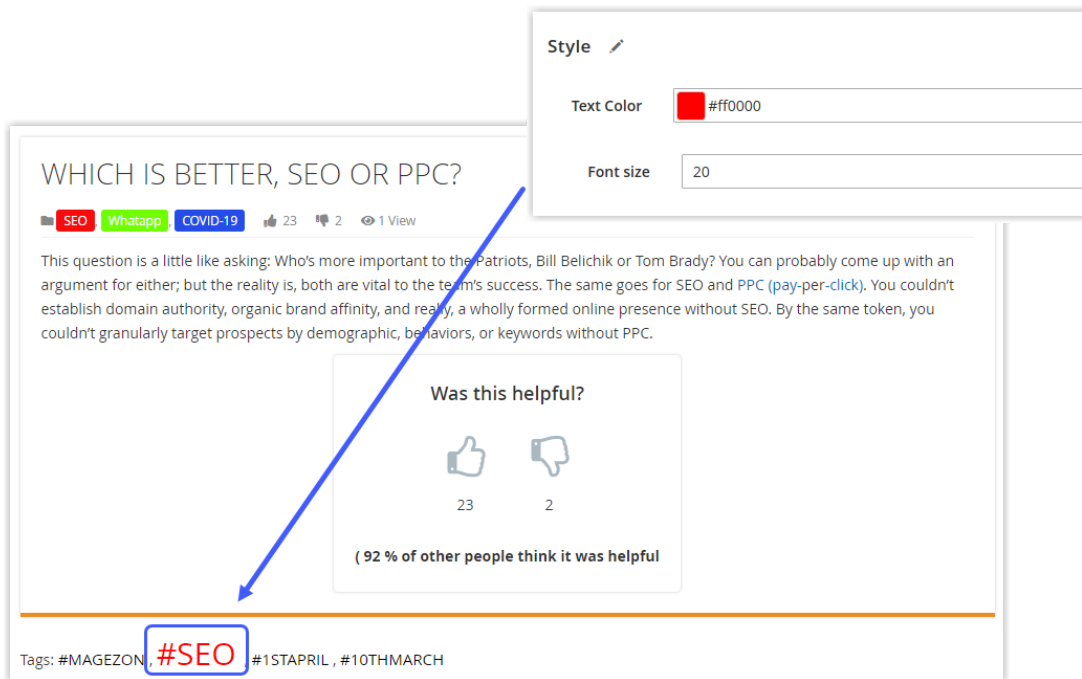 Style
Text Color #ff0000
Font size 20
WHICH IS BETTER, SEO OR PPC?
SEO, Whatapp, COVID-19 23 2 1 View
This question is a little like asking: Who's more important to the Patriots, Bill Belichik or Tom Brady? You can probably come up with an
argument for either; but the reality is, both are vital to the team's success. The same goes for SEO and PPC (pay-per-click). You couldn't
establish domain authority, organic brand affinity, and really, a wholly formed online presence without SEO. By the same token, you
couldn't granularly target prospects by demographic, behaviors, or keywords without PPC.
Was this helpful?
23 2
( 92 % of other people think it was helpful
Tags: #MAGEZON , #SEO , #1STAPRIL , #10THMARCH